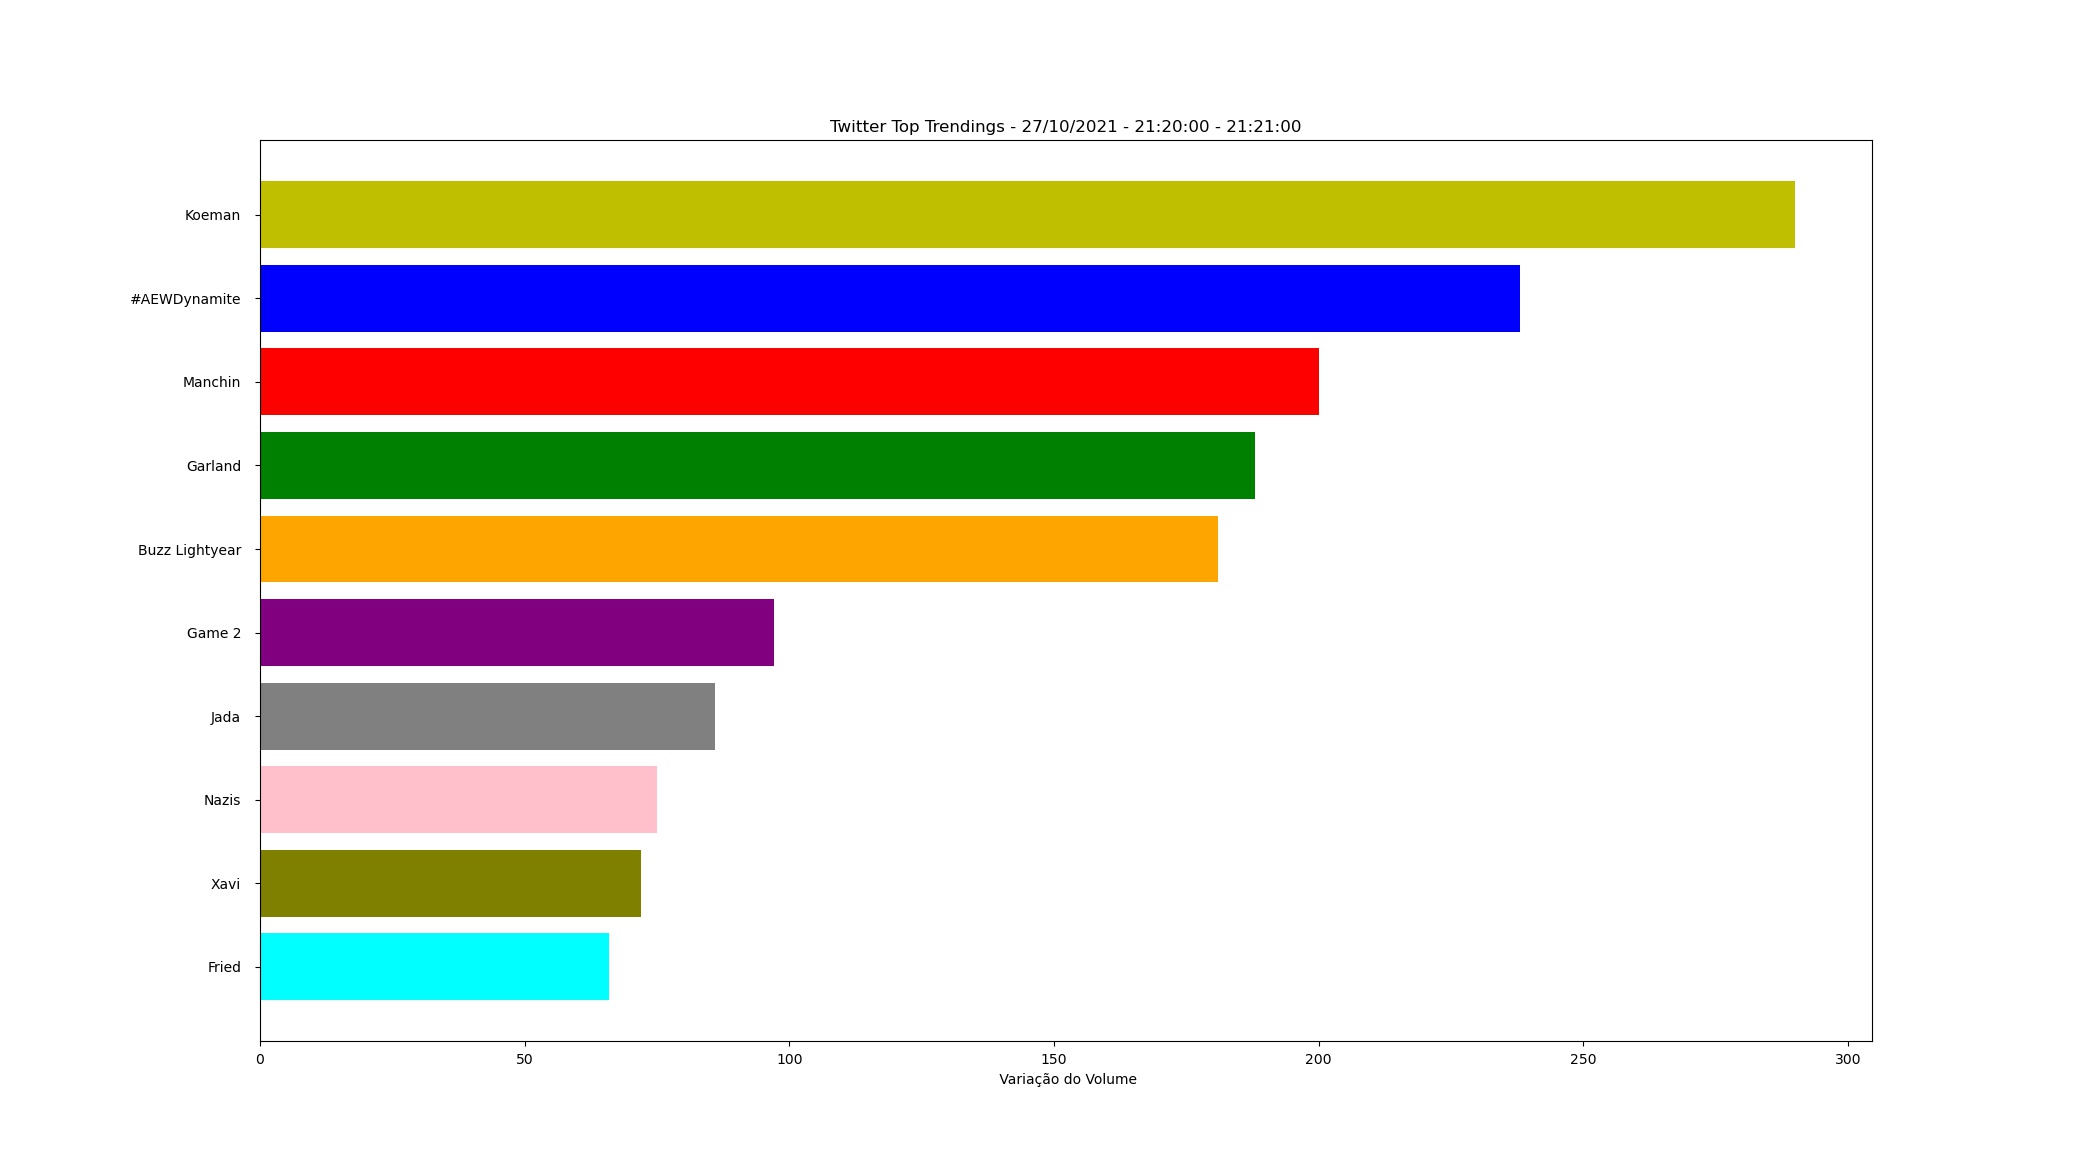 Twitter Top Trendings - 27/10/2021 - 21:20:00 - 21:21:00
Koeman
#AEWDynamite
Manchin
Garland
Buzz Lightyear
Game 2
Jada
Nazis
Xavi
Fried
0 50 100 150 200 250 300
Variação do Volume